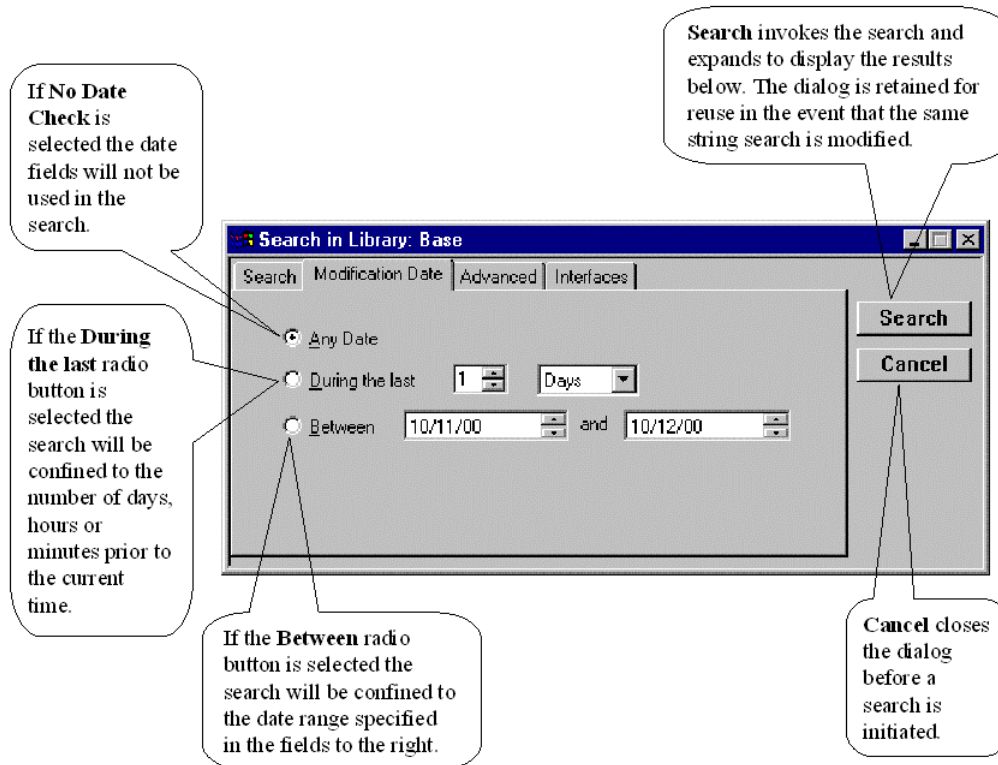 Search invokes the search and
expands to display the results
below. The dialog is retained for
reuse in the event that the same
string search is modified.
If No Date
Check is
selected the date
fields will not be
used in the
search.
Search in Library: Base
Search Modification Date Advanced Interfaces
Any Date
During the last 1 Days
Between 10/11/00 and 10/12/00
Search
Cancel
If the During
the last radio
button is
selected the
search will be
confined to the
number of days,
hours or
minutes prior to
the current
time.
If the Between radio
button is selected the
search will be confined to
the date range specified
in the fields to the right.
Cancel closes
the dialog
before a
search is
initiated.